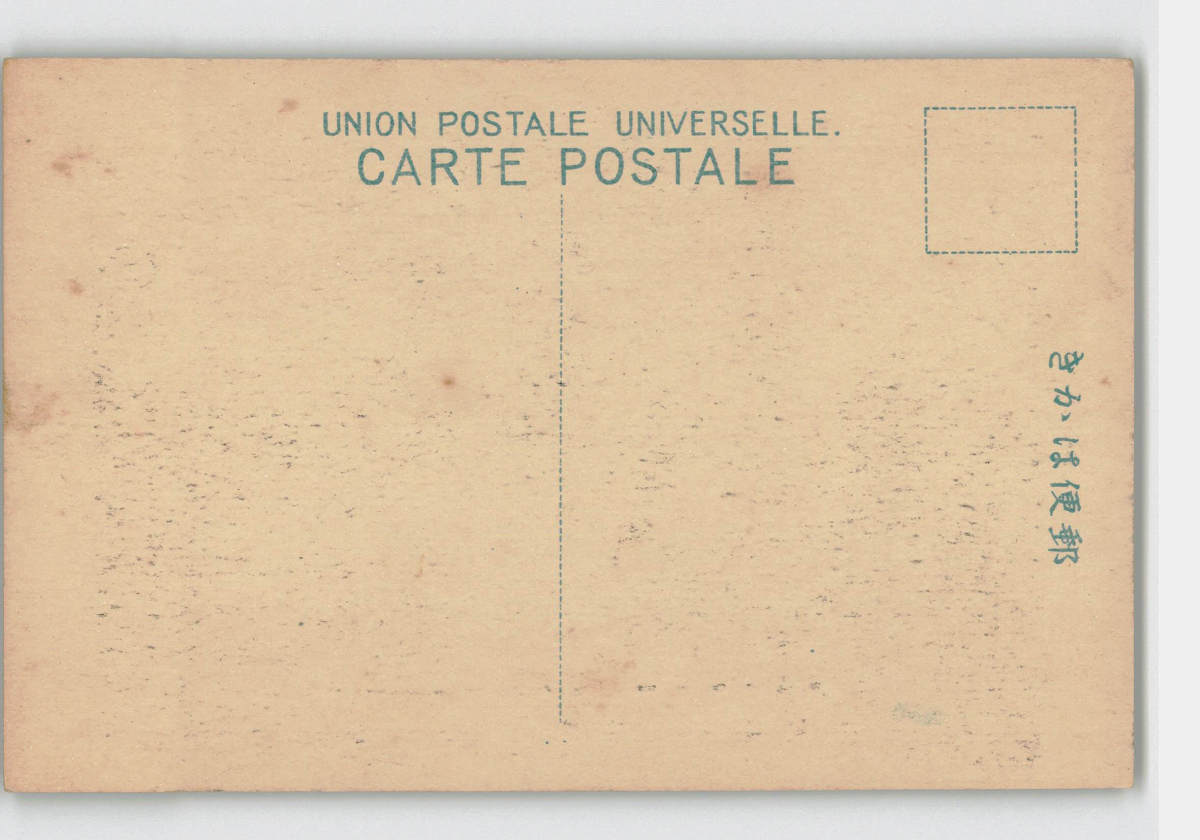 UNION POSTALE UNIVERSELLE.
CARTE POSTALE
郵便はかき